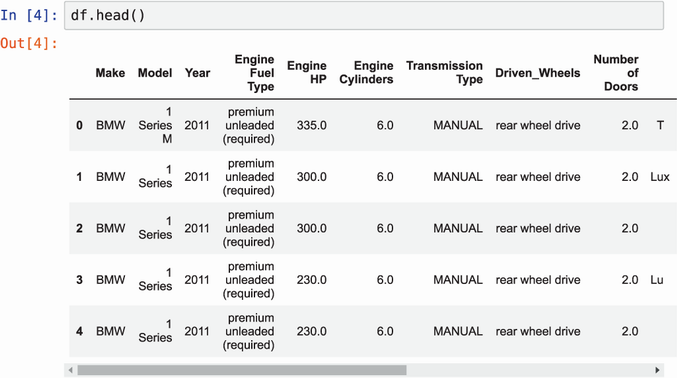 In [4]: df.head()
Out[4]:
Make Model Year Engine Fuel Type Engine HP Engine Cylinders Transmission Type Driven_Wheels Number of Doors
0 BMW 1 Series M 2011 premium unleaded (required) 335.0 6.0 MANUAL rear wheel drive 2.0 T
1 BMW 1 Series 2011 premium unleaded (required) 300.0 6.0 MANUAL rear wheel drive 2.0 Lux
2 BMW 1 Series 2011 premium unleaded (required) 300.0 6.0 MANUAL rear wheel drive 2.0
3 BMW 1 Series 2011 premium unleaded (required) 230.0 6.0 MANUAL rear wheel drive 2.0 Lu
4 BMW 1 Series 2011 premium unleaded (required) 230.0 6.0 MANUAL rear wheel drive 2.0